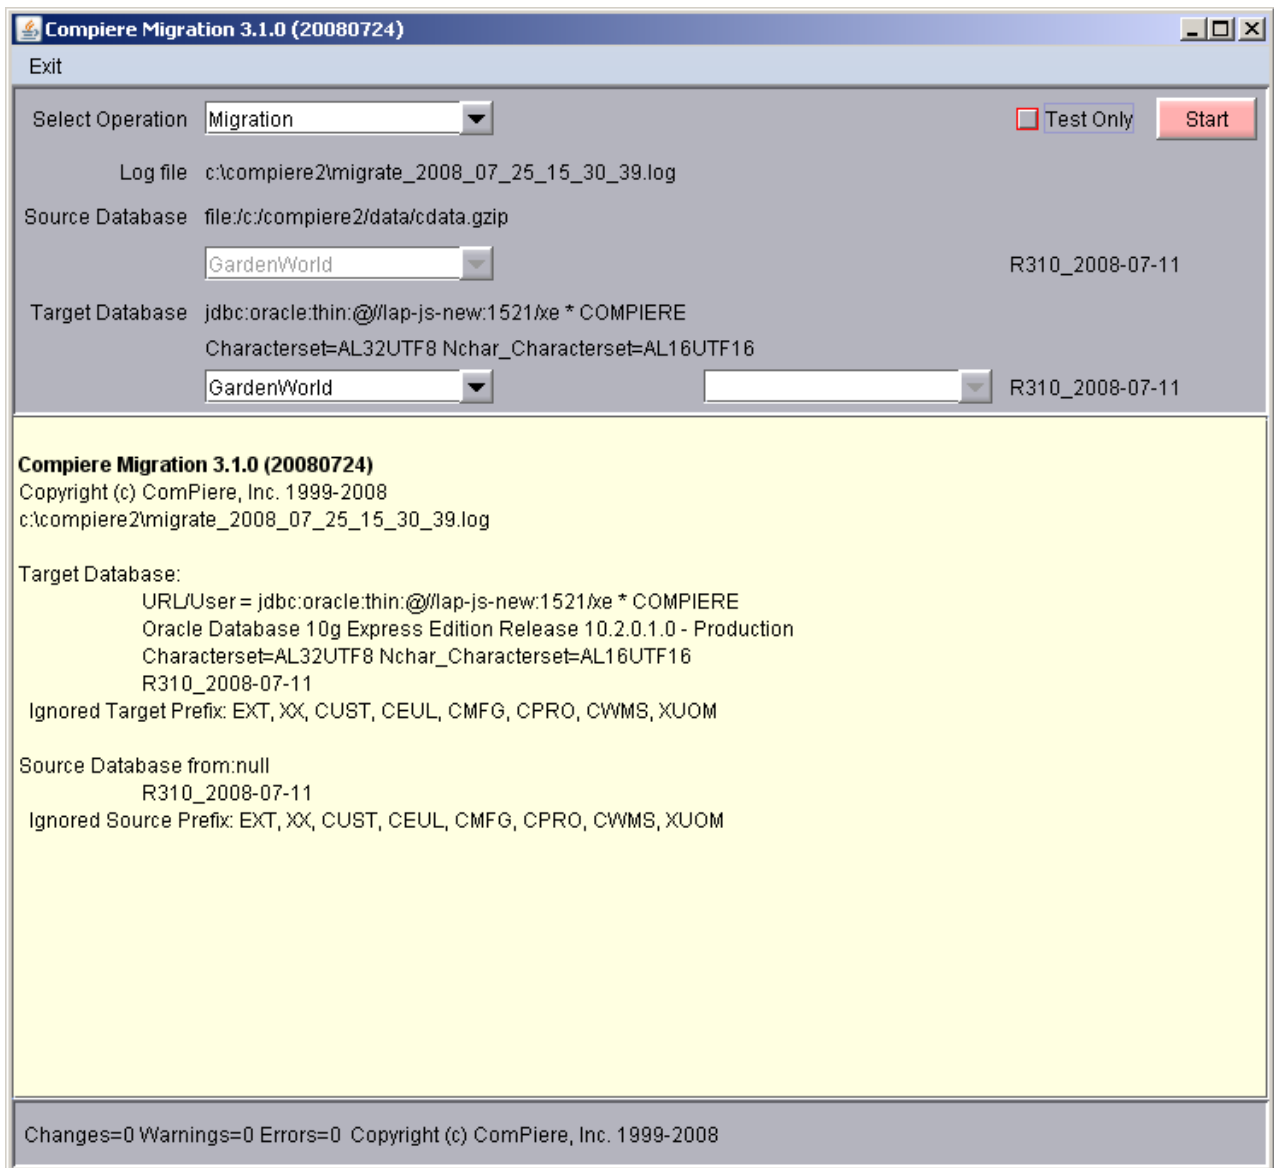 Compiere Migration 3.1.0 (20080724)
Exit
Select Operation Migration Test Only Start
Log file c:\compiere2\migrate_2008_07_25_15_30_39.log
Source Database file:/c:/compiere2/data/cdata.gzip
GardenWorld R310_2008-07-11
Target Database jdbc:oracle:thin:@//lap-js-new:1521/xe * COMPIERE
Characterset=AL32UTF8 Nchar_Characterset=AL16UTF16
GardenWorld R310_2008-07-11
Compiere Migration 3.1.0 (20080724)
Copyright (c) ComPiere, Inc. 1999-2008
c:\compiere2\migrate_2008_07_25_15_30_39.log
Target Database:
URL/User = jdbc:oracle:thin:@//lap-js-new:1521/xe * COMPIERE
Oracle Database 10g Express Edition Release 10.2.0.1.0 - Production
Characterset=AL32UTF8 Nchar_Characterset=AL16UTF16
R310_2008-07-11
Ignored Target Prefix: EXT, XX, CUST, CEUL, CMFG, CPRO, CWMS, XUOM
Source Database from:null
R310_2008-07-11
Ignored Source Prefix: EXT, XX, CUST, CEUL, CMFG, CPRO, CWMS, XUOM
Changes=0 Warnings=0 Errors=0 Copyright (c) ComPiere, Inc. 1999-2008